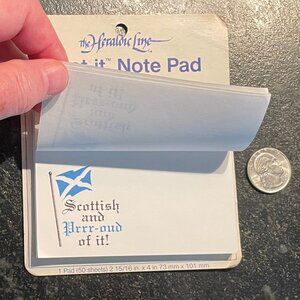 the Heraldic Line
t it™ Note Pad
Scottish
and
Prrr-oud
of it!
1 Pad (50 sheets) 2 15/16 in. x 4 in 73 mm x 101 mm